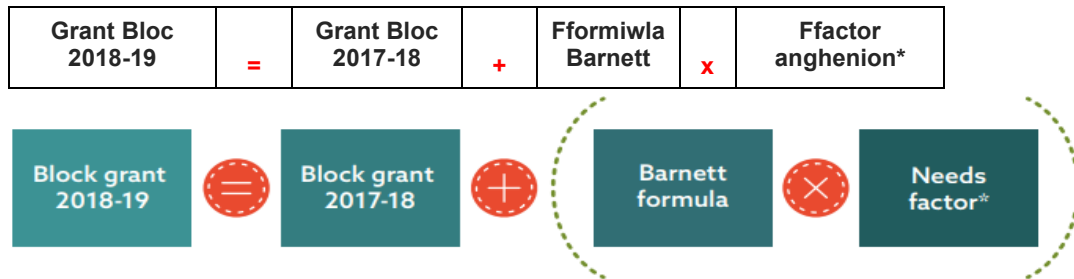 Grant Bloc
2018-19
=
Grant Bloc
2017-18
+
Fformiwla
Barnett
x
Ffactor
anghenion*
Block grant
2018-19
=
Block grant
2017-18
+
(
Barnett
formula
×
Needs
factor*
)